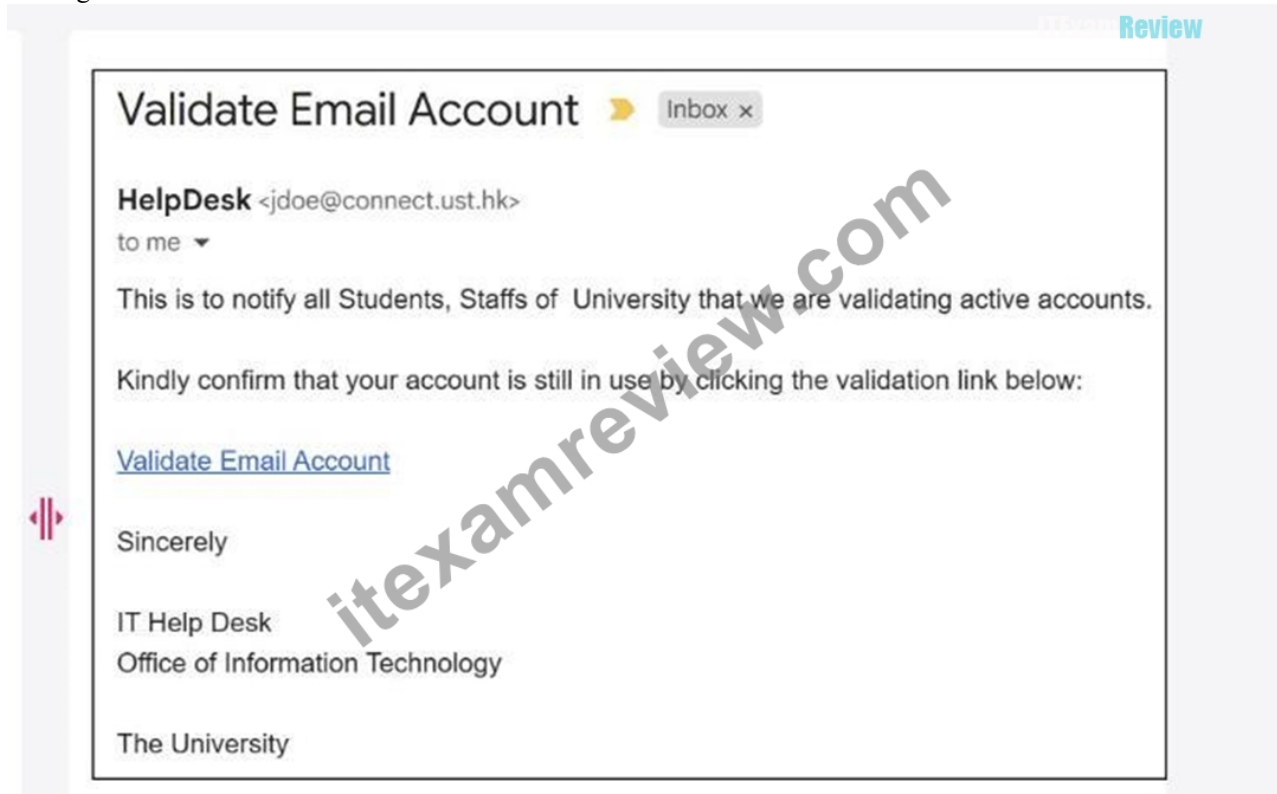 Review
Validate Email Account Inbox x
HelpDesk <jdoe@connect.ust.hk>
to me
This is to notify all Students, Staffs of University that we are validating active accounts.
Kindly confirm that your account is still in use by clicking the validation link below:
Validate Email Account
Sincerely
IT Help Desk
Office of Information Technology
The University
itexamreview.com